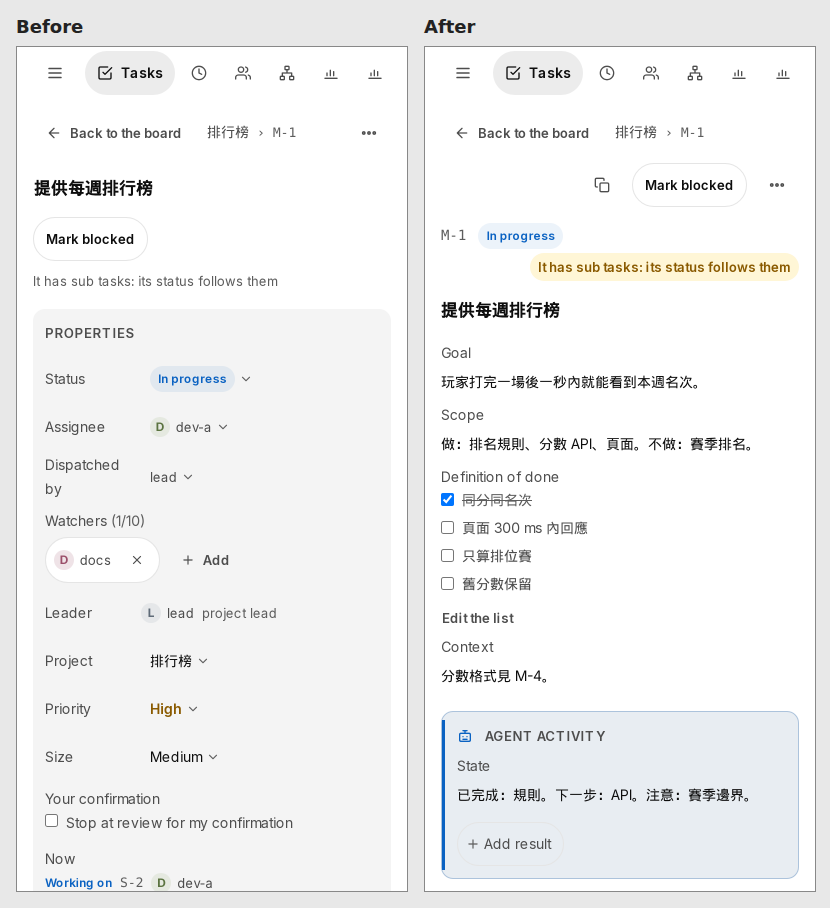 Before
Tasks
Back to the board 排行榜 › M-1
提供每週排行榜
Mark blocked
It has sub tasks: its status follows them
PROPERTIES
Status In progress
Assignee D dev-a
Dispatched by lead
Watchers (1/10)
D docs Add
Leader L lead project lead
Project 排行榜
Priority High
Size Medium
Your confirmation
Stop at review for my confirmation
Now
Working on S-2 D dev-a
After
Tasks
Back to the board 排行榜 › M-1
Mark blocked
M-1 In progress
It has sub tasks: its status follows them
提供每週排行榜
Goal
玩家打完一場後一秒內就能看到本週名次。
Scope
做：排名規則、分數 API、頁面。不做：賽季排名。
Definition of done
同分同名次
頁面 300 ms 內回應
只算排位賽
舊分數保留
Edit the list
Context
分數格式見 M-4。
AGENT ACTIVITY
State
已完成：規則。下一步：API。注意：賽季邊界。
+ Add result